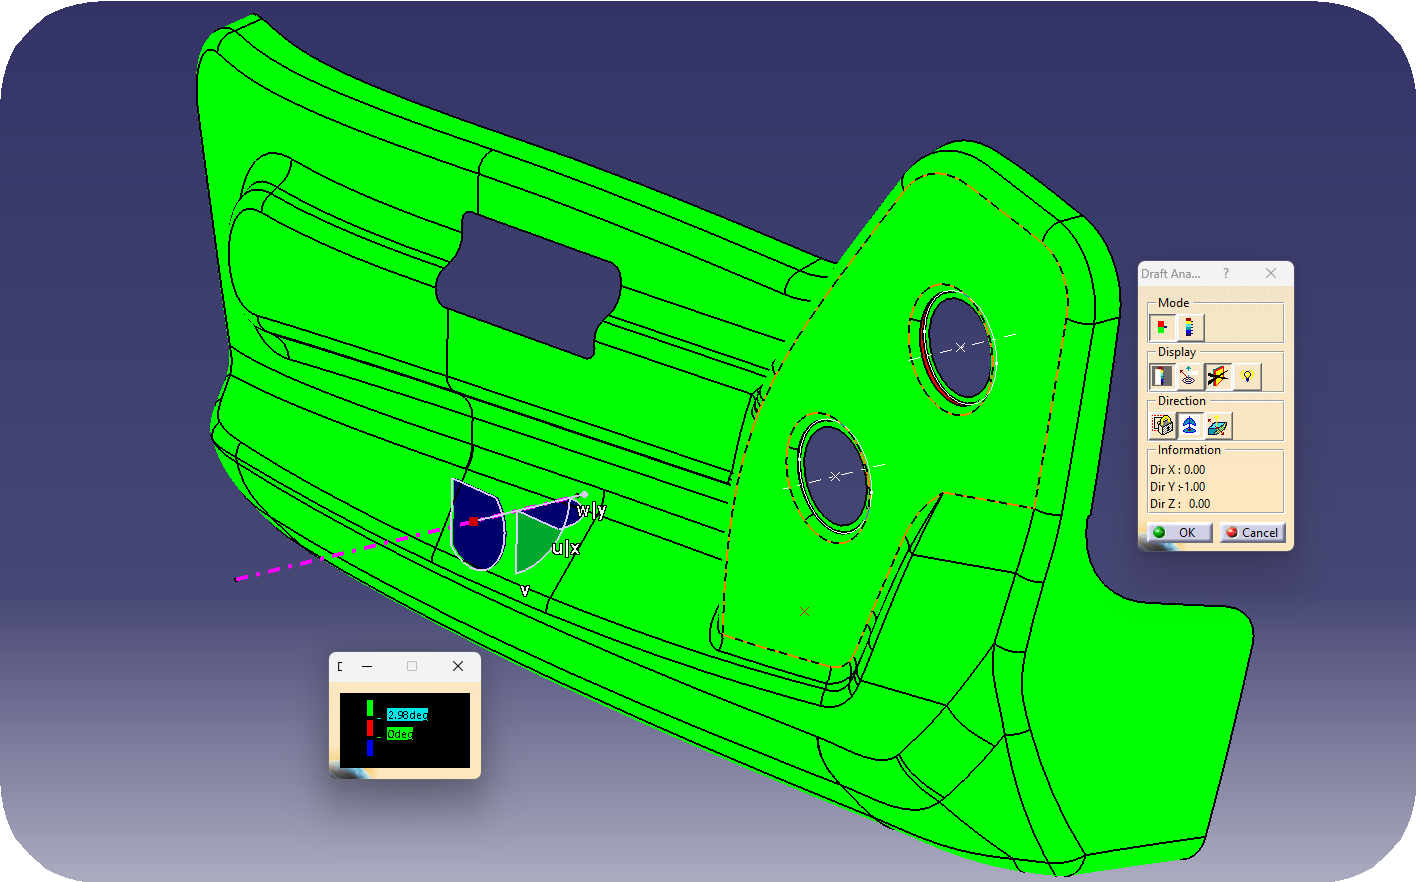 Draft Ana... ?
Mode
Display
Direction
Information
Dir X : 0.00
Dir Y :-1.00
Dir Z : 0.00
OK Cancel
w|y
u|x
v
2.98deg
0deg